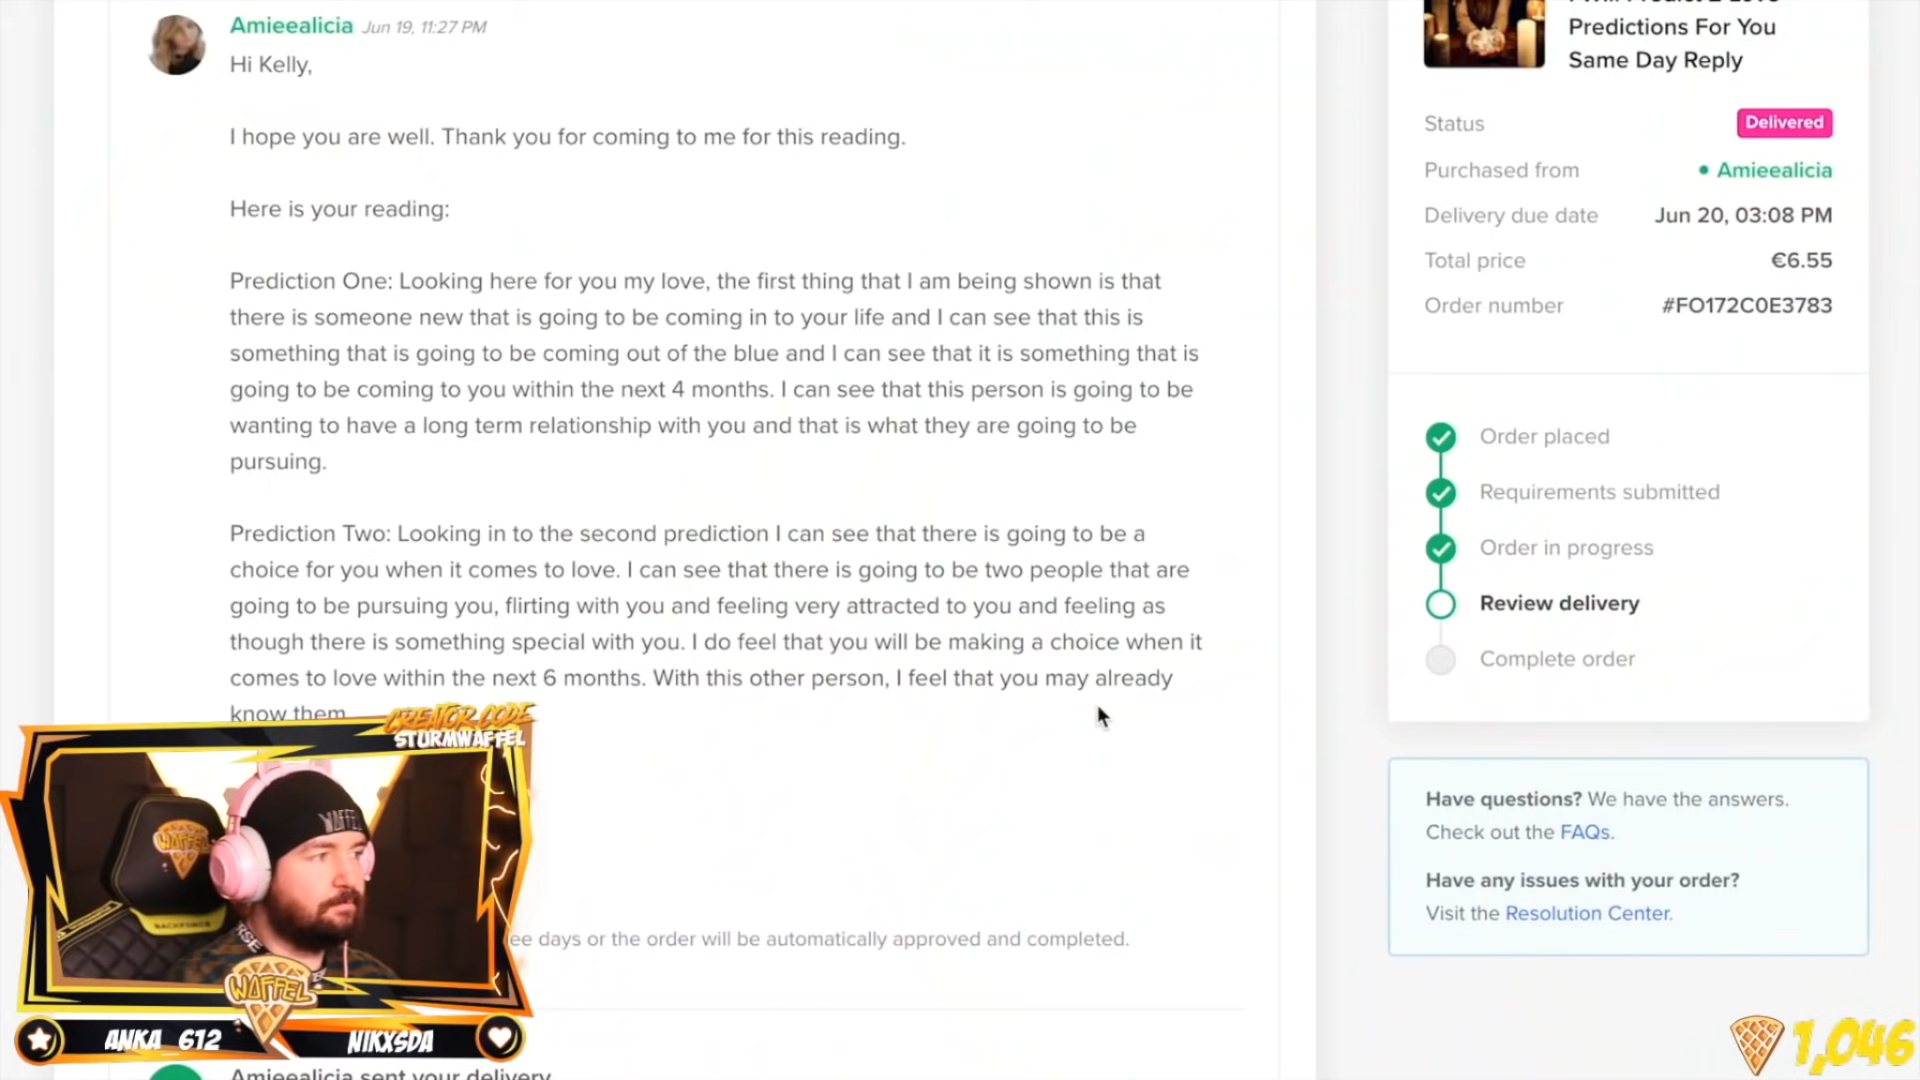 Amieealicia Jun 19, 11:27 PM
Hi Kelly,
I hope you are well. Thank you for coming to me for this reading.
Here is your reading:
Prediction One: Looking here for you my love, the first thing that I am being shown is that
there is someone new that is going to be coming in to your life and I can see that this is
something that is going to be coming out of the blue and I can see that it is something that is
going to be coming to you within the next 4 months. I can see that this person is going to be
wanting to have a long term relationship with you and that is what they are going to be
pursuing.
Prediction Two: Looking in to the second prediction I can see that there is going to be a
choice for you when it comes to love. I can see that there is going to be two people that are
going to be pursuing you, flirting with you and feeling very attracted to you and feeling as
though there is something special with you. I do feel that you will be making a choice when it
comes to love within the next 6 months. With this other person, I feel that you may already
know them
days or the order will be automatically approved and completed.
Amieealicia sent your delivery
Predictions For You
Same Day Reply
Status Delivered
Purchased from Amieealicia
Delivery due date Jun 20, 03:08 PM
Total price €6.55
Order number #FO172C0E3783
Order placed
Requirements submitted
Order in progress
Review delivery
Complete order
Have questions? We have the answers.
Check out the FAQs.
Have any issues with your order?
Visit the Resolution Center.
CREATOR CODE
STURMWAFFEL
WAFFEL
WAFFEL
BACKFORCE
WAFFEL
ANKA_612
NIKXSDA
1,046